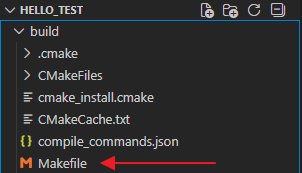 HELLO_TEST
build
.cmake
CMakeFiles
cmake_install.cmake
CMakeCache.txt
{} compile_commands.json
M Makefile